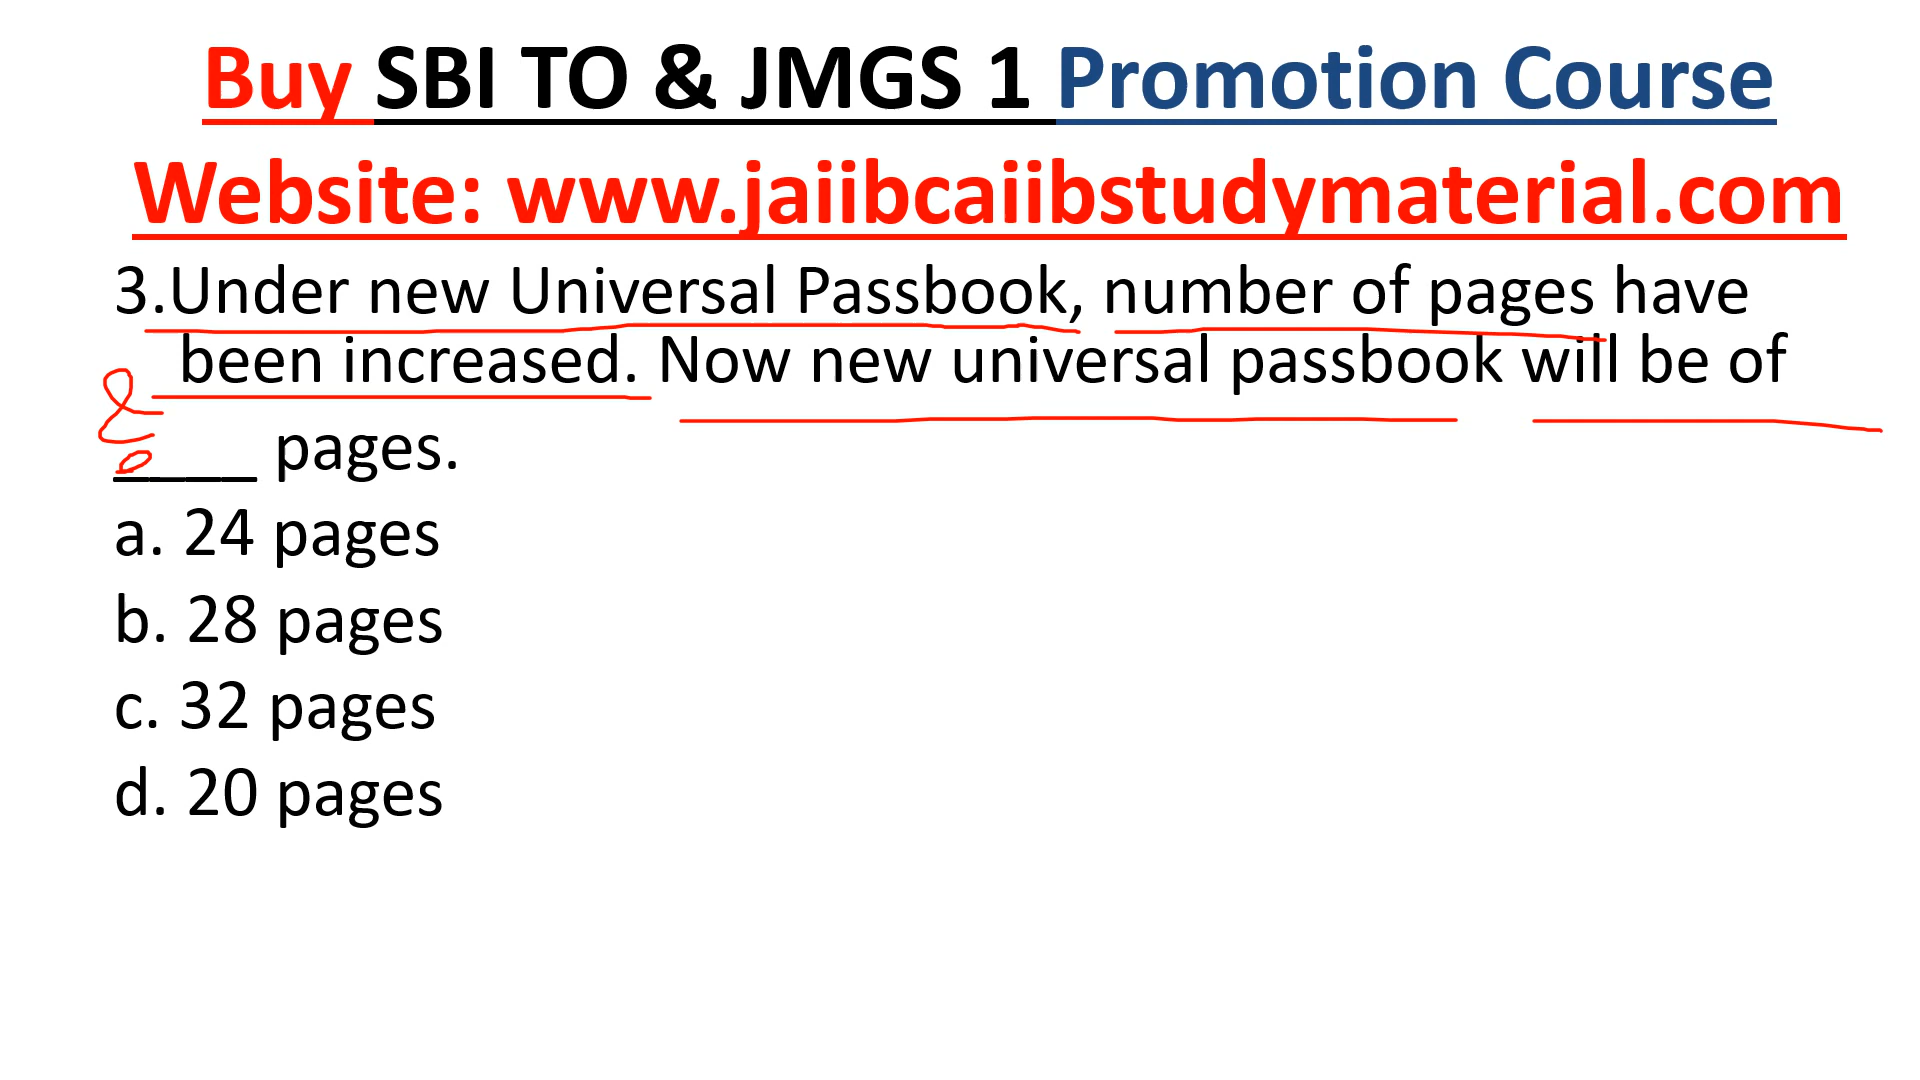 Buy SBI TO & JMGS 1 Promotion Course
Website: www.jaiibcaiibstudymaterial.com
3.Under new Universal Passbook, number of pages have
been increased. Now new universal passbook will be of
____ pages.
a. 24 pages
b. 28 pages
c. 32 pages
d. 20 pages